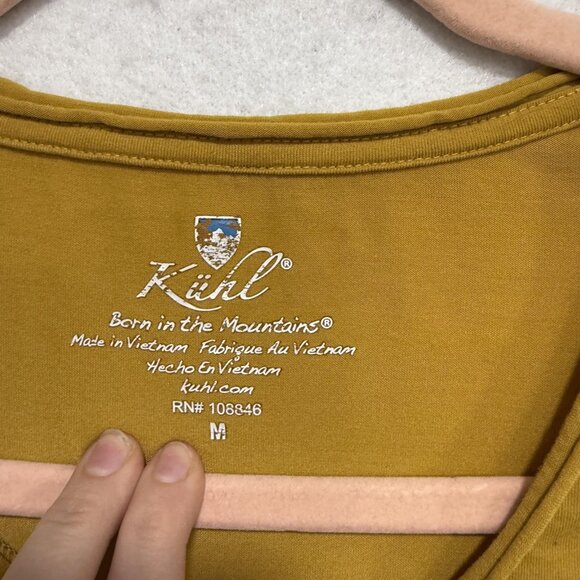 Kühl®
Born in the Mountains®
Made in Vietnam Fabrique Au Vietnam
Hecho En Vietnam
kuhl.com
RN# 108846
M